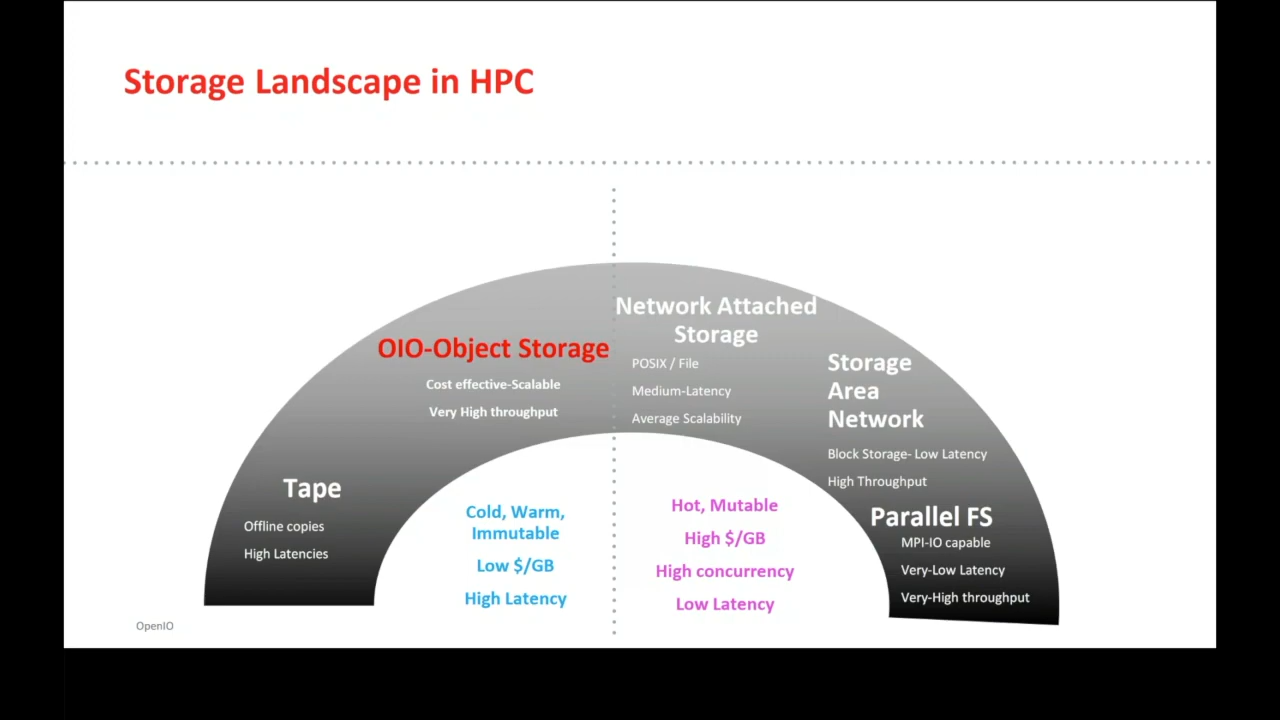 Storage Landscape in HPC
Network Attached
Storage
POSIX / File
Medium-Latency
Average Scalability
OIO-Object Storage
Cost effective-Scalable
Very High throughput
Storage
Area
Network
Block Storage- Low Latency
High Throughput
Tape
Offline copies
High Latencies
Cold, Warm,
Immutable
Low $/GB
High Latency
Hot, Mutable
High $/GB
High concurrency
Low Latency
Parallel FS
MPI-IO capable
Very-Low Latency
Very-High throughput
OpenIO